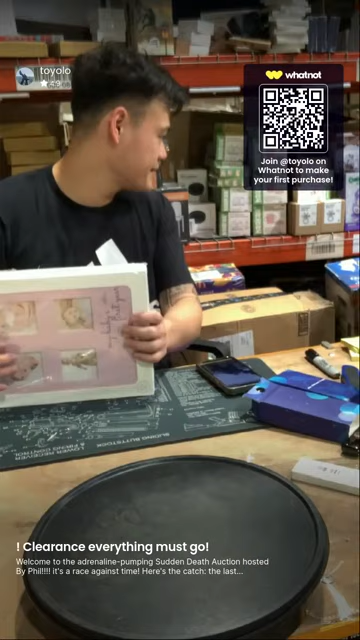 toyolo
whatnot
Join @toyolo on
Whatnot to make
your first purchase!
! Clearance everything must go!
Welcome to the adrenaline-pumping Sudden Death Auction hosted
By Phil!!!! it's a race against time! Here's the catch: the last...